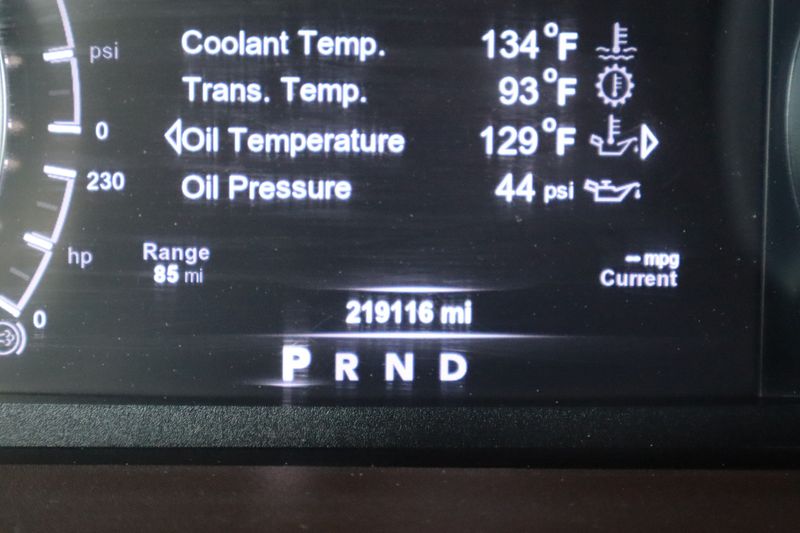 psi
0
230
hp
0
Coolant Temp. 134°F
Trans. Temp. 93°F
Oil Temperature 129°F
Oil Pressure 44 psi
Range
85 mi
-- mpg
Current
219116 mi
P R N D